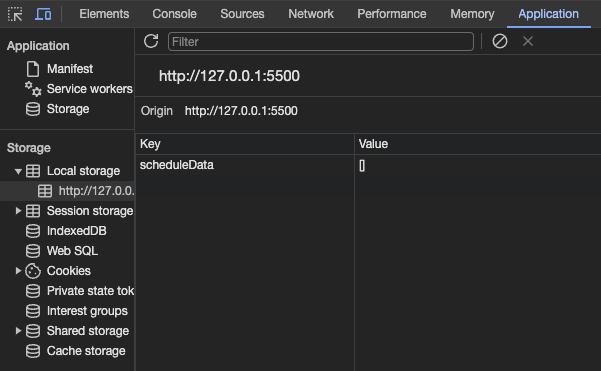 Elements Console Sources Network Performance Memory Application
Application
Manifest
Service workers
Storage
Storage
Local storage
http://127.0.0.
Session storage
IndexedDB
Web SQL
Cookies
Private state tok
Interest groups
Shared storage
Cache storage
Filter
http://127.0.0.1:5500
Origin http://127.0.0.1:5500
Key Value
scheduleData []